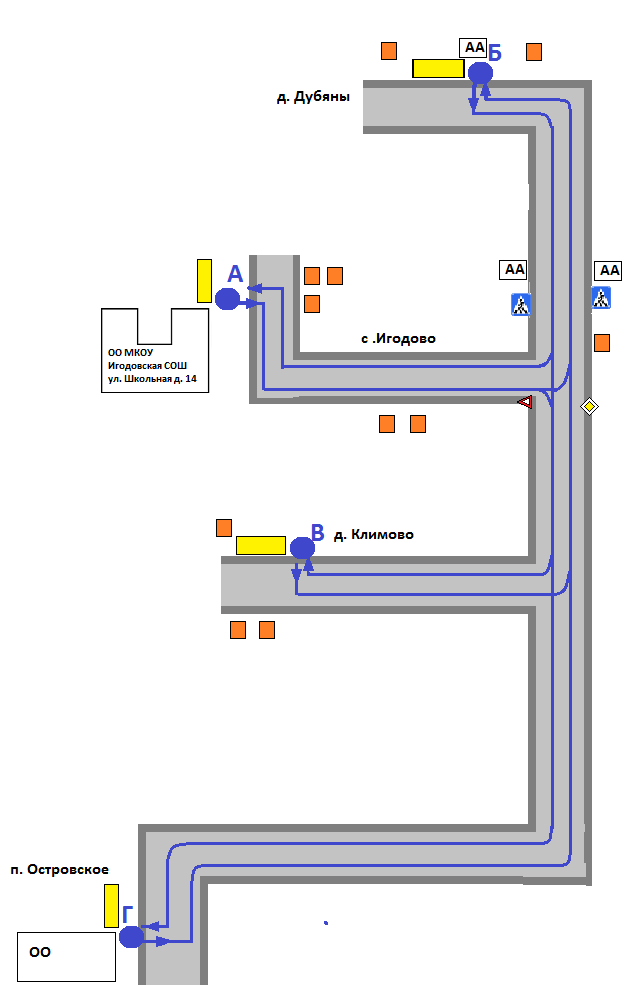 АА Б
д. Дубяны
А
АА
АА
с .Игодово
ОО МКОУ
Игодовская СОШ
ул. Школьная д. 14
В д. Климово
п. Островское
Г
ОО